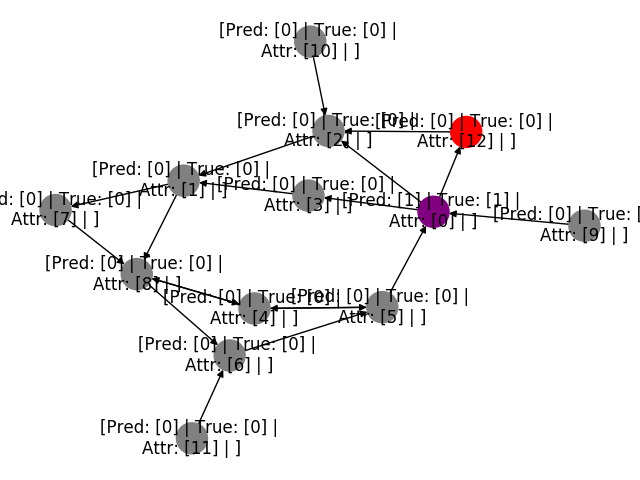 [Pred: [0] | True: [0] |
Attr: [10] | ]
[Pred: [0] | True: [0] |
Attr: [2] | ]
[Pred: [0] | True: [0] |
Attr: [12] | ]
[Pred: [0] | True: [0] |
Attr: [1] | ]
[Pred: [0] | True: [0] |
Attr: [3] | ]
[Pred: [1] | True: [1] |
Attr: [0] | ]
d: [0] | True: [0] |
Attr: [7] | ]
[Pred: [0] | True: [
Attr: [9] | ]
[Pred: [0] | True: [0] |
Attr: [8] | ]
[Pred: [0] | True: [0] |
Attr: [4] | ]
[Pred: [0] | True: [0] |
Attr: [5] | ]
[Pred: [0] | True: [0] |
Attr: [6] | ]
[Pred: [0] | True: [0] |
Attr: [11] | ]